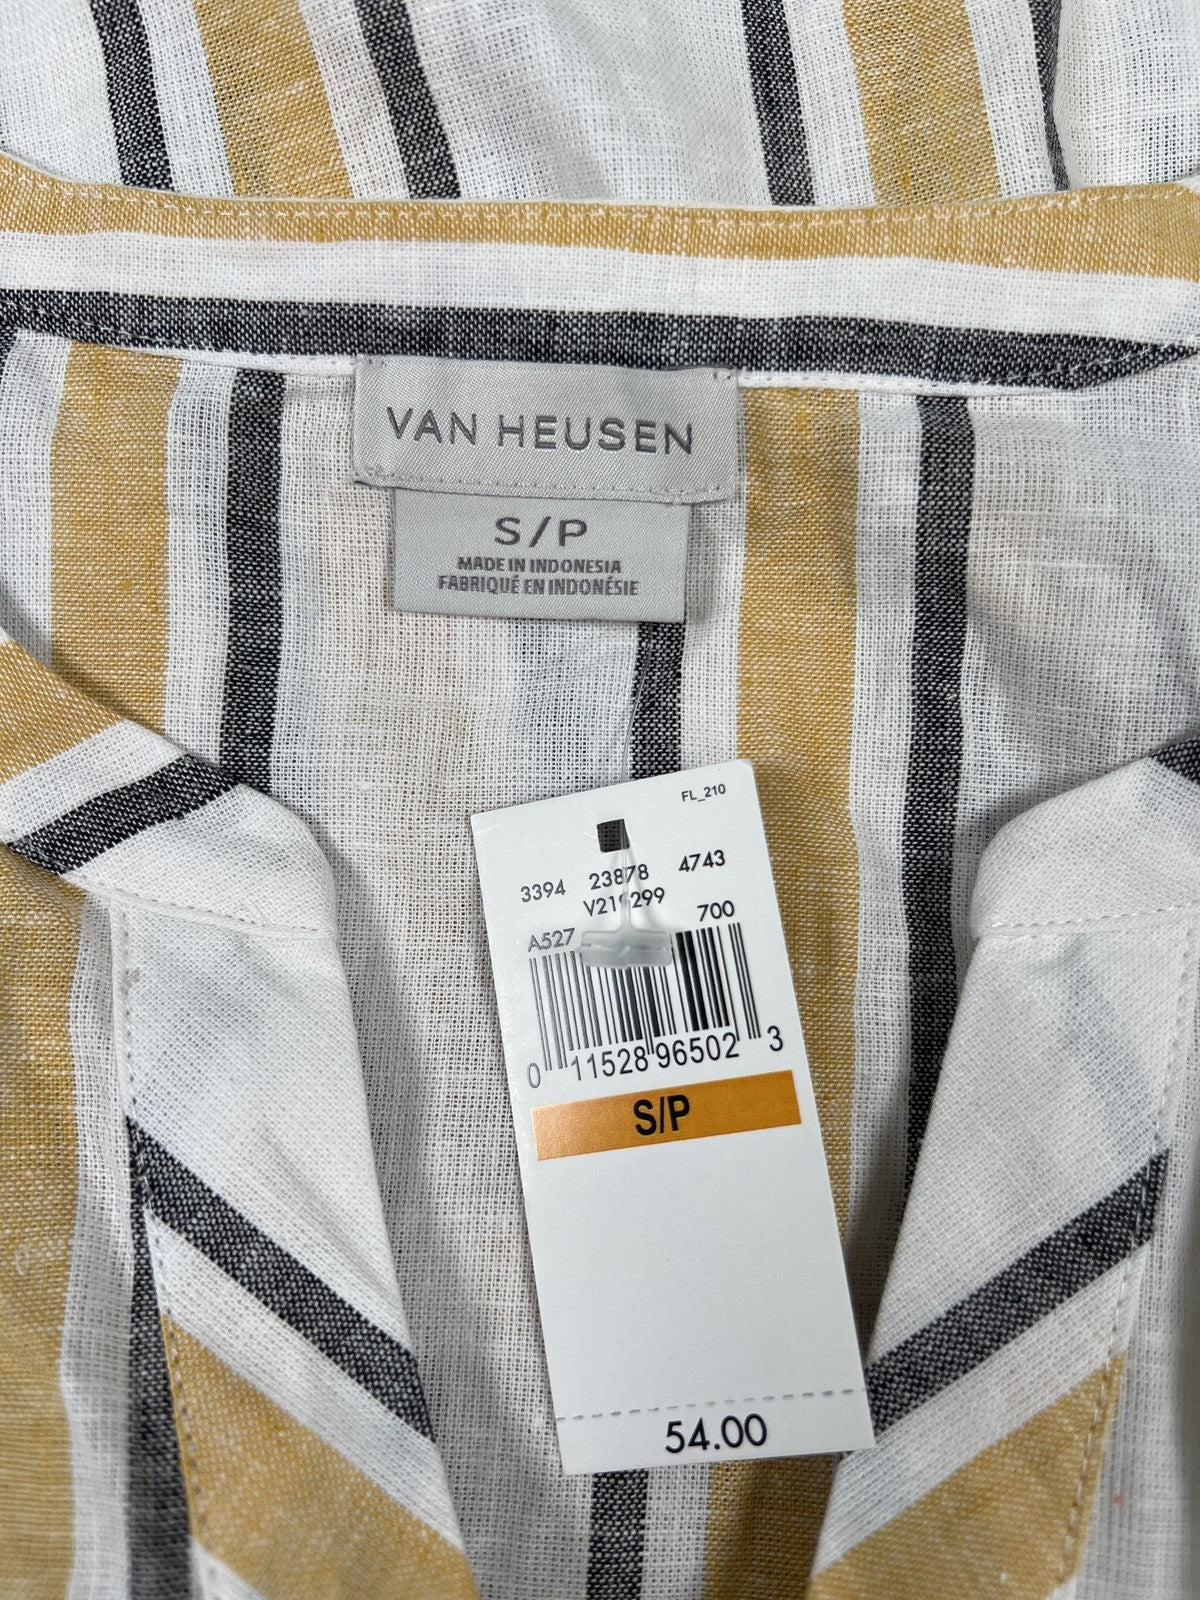 VAN HEUSEN
S/P
MADE IN INDONESIA
FABRIQUÉ EN INDONÉSIE
FL_210
3394 23878 4743
A527 700
0 11528 96502 3
S/P
54.00